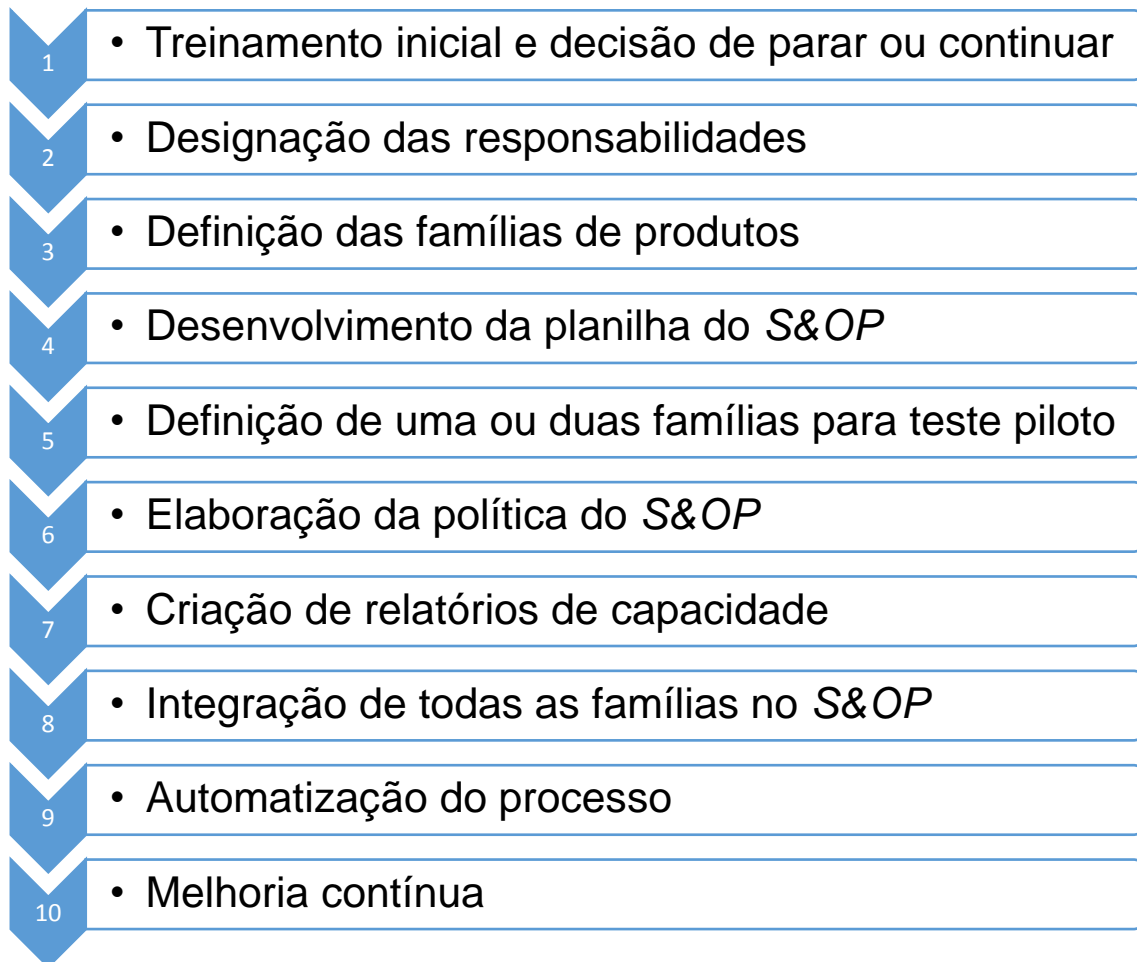 1 • Treinamento inicial e decisão de parar ou continuar
2 • Designação das responsabilidades
3 • Definição das famílias de produtos
4 • Desenvolvimento da planilha do S&OP
5 • Definição de uma ou duas famílias para teste piloto
6 • Elaboração da política do S&OP
7 • Criação de relatórios de capacidade
8 • Integração de todas as famílias no S&OP
9 • Automatização do processo
10 • Melhoria contínua